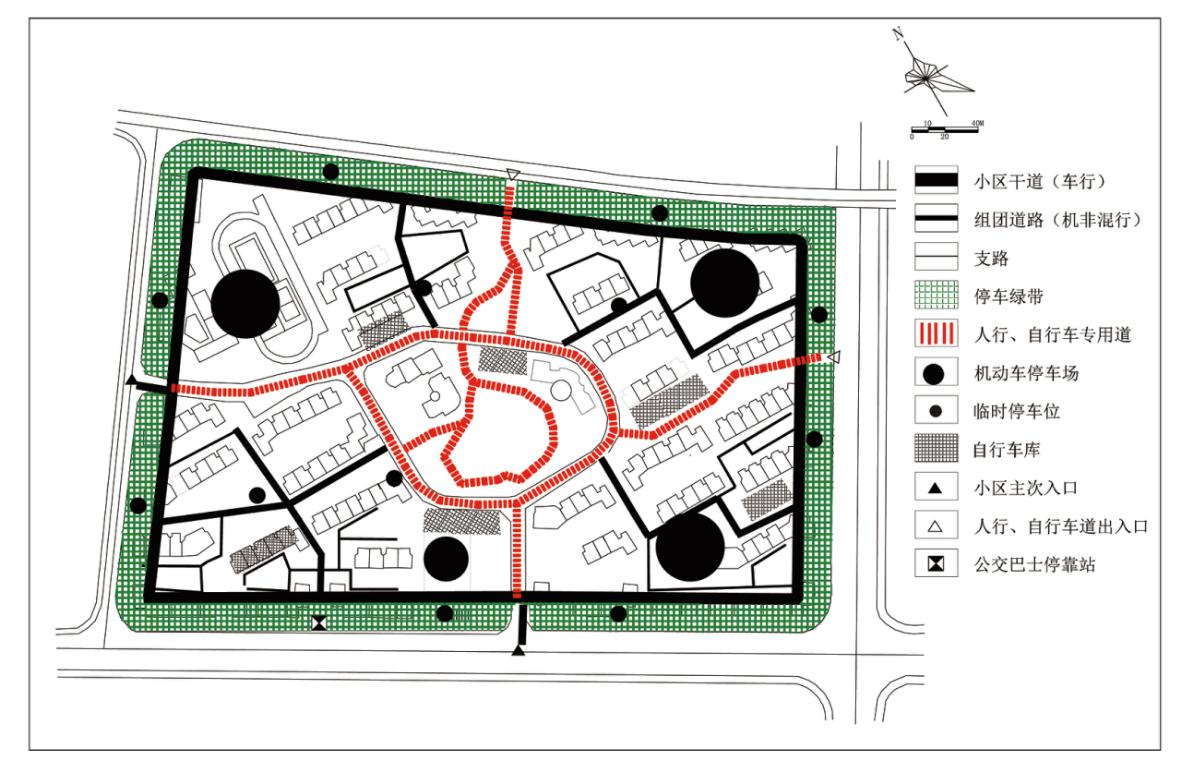 N
10 40M
0 20
小区干道（车行）
组团道路（机非混行）
支路
停车绿带
人行、自行车专用道
机动车停车场
临时停车位
自行车库
小区主次入口
人行、自行车道出入口
公交巴士停靠站